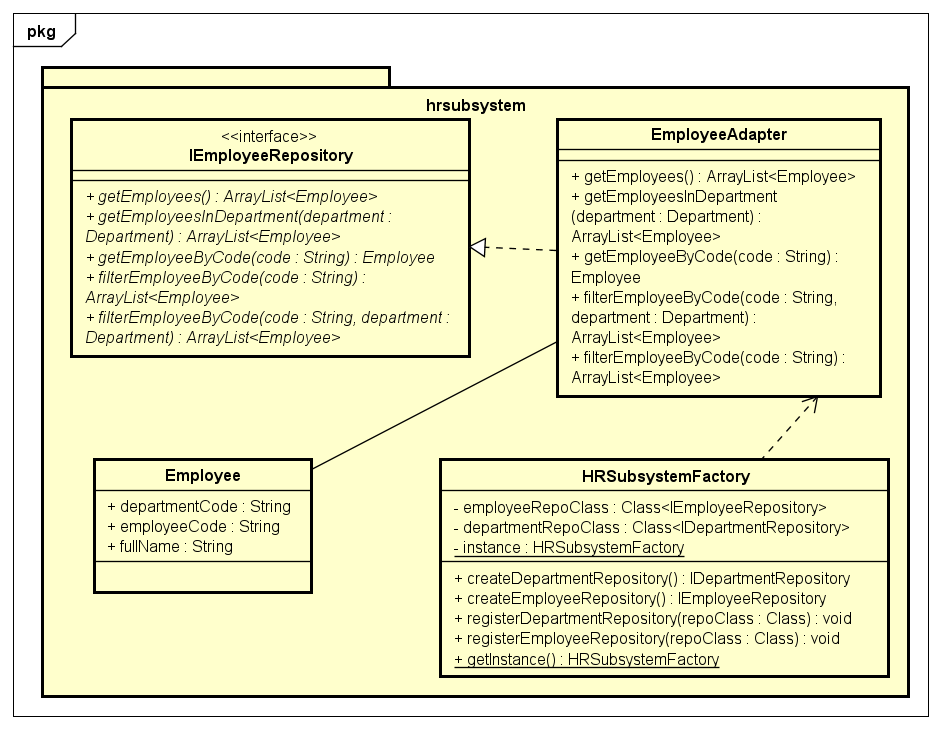 pkg
hrsubsystem
<<interface>>
IEmployeeRepository
+ getEmployees() : ArrayList<Employee>
+ getEmployeesInDepartment(department :
Department) : ArrayList<Employee>
+ getEmployeeByCode(code : String) : Employee
+ filterEmployeeByCode(code : String) :
ArrayList<Employee>
+ filterEmployeeByCode(code : String, department :
Department) : ArrayList<Employee>
EmployeeAdapter
+ getEmployees() : ArrayList<Employee>
+ getEmployeesInDepartment
(department : Department) :
ArrayList<Employee>
+ getEmployeeByCode(code : String) :
Employee
+ filterEmployeeByCode(code : String,
department : Department) :
ArrayList<Employee>
+ filterEmployeeByCode(code : String) :
ArrayList<Employee>
Employee
+ departmentCode : String
+ employeeCode : String
+ fullName : String
HRSubsystemFactory
- employeeRepoClass : Class<IEmployeeRepository>
- departmentRepoClass : Class<IDepartmentRepository>
- instance : HRSubsystemFactory
+ createDepartmentRepository() : IDepartmentRepository
+ createEmployeeRepository() : IEmployeeRepository
+ registerDepartmentRepository(repoClass : Class) : void
+ registerEmployeeRepository(repoClass : Class) : void
+ getInstance() : HRSubsystemFactory